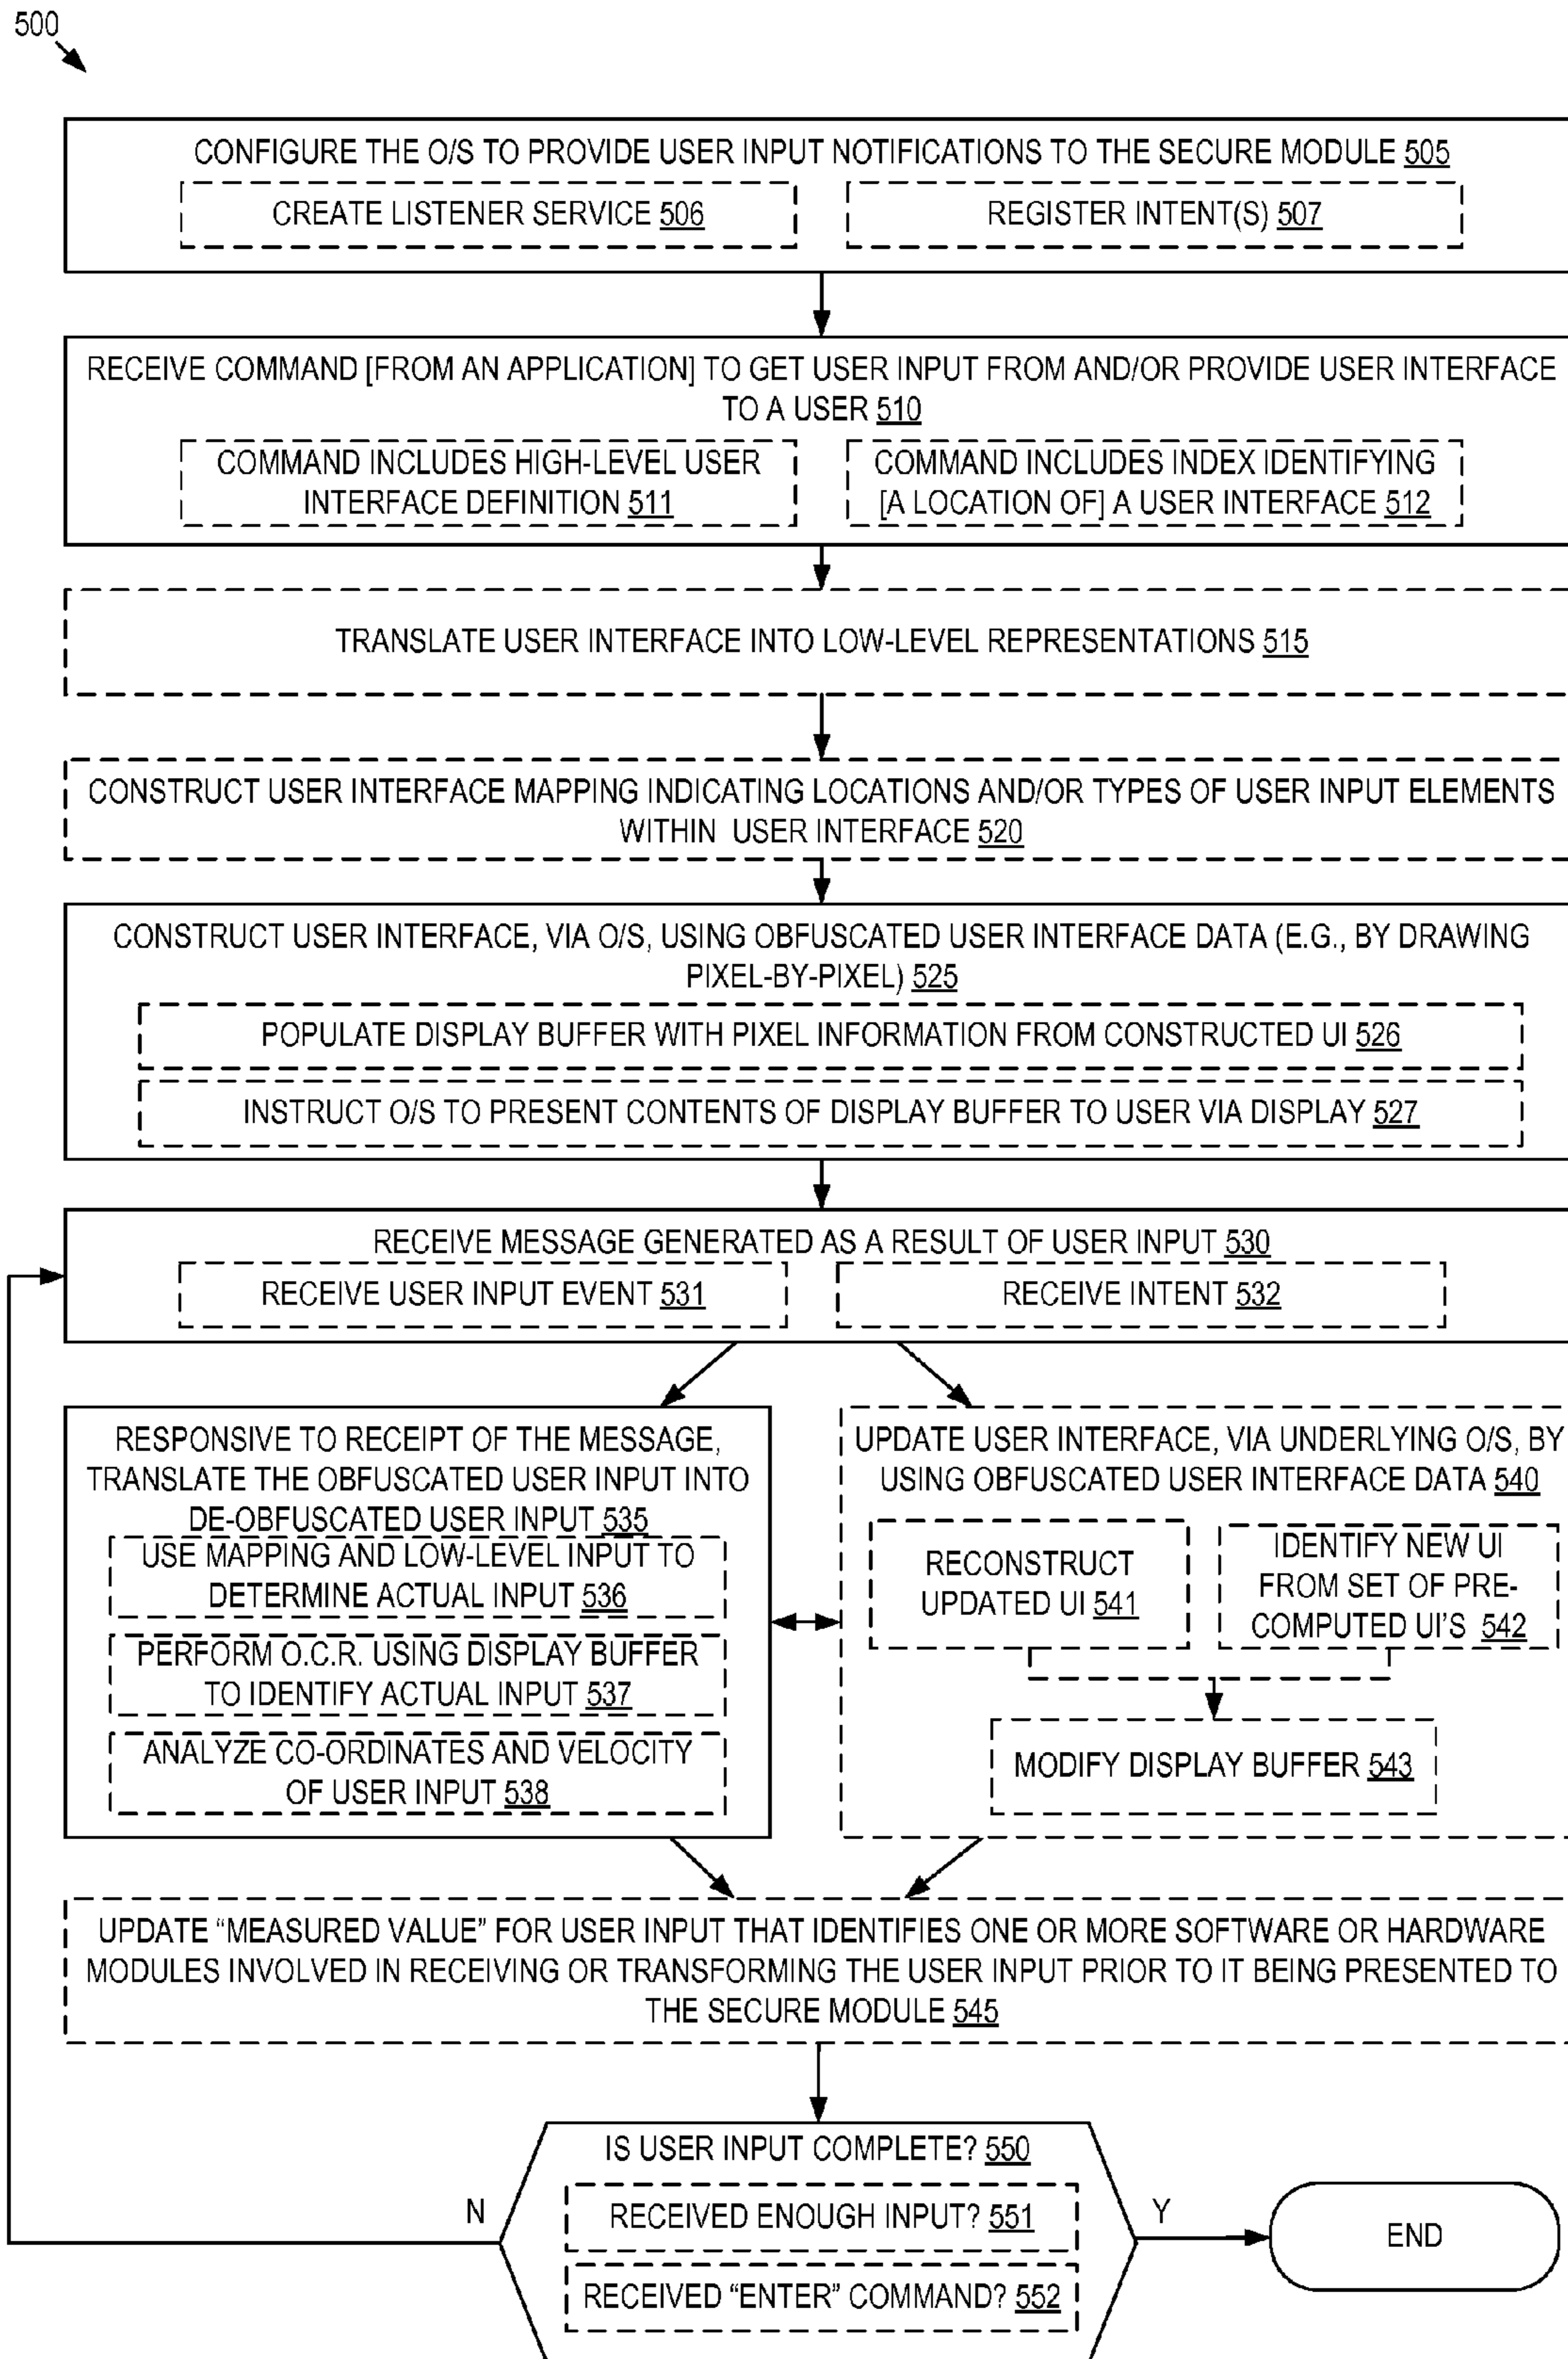 500
CONFIGURE THE O/S TO PROVIDE USER INPUT NOTIFICATIONS TO THE SECURE MODULE 505
CREATE LISTENER SERVICE 506
REGISTER INTENT(S) 507
RECEIVE COMMAND [FROM AN APPLICATION] TO GET USER INPUT FROM AND/OR PROVIDE USER INTERFACE
TO A USER 510
COMMAND INCLUDES HIGH-LEVEL USER
INTERFACE DEFINITION 511
COMMAND INCLUDES INDEX IDENTIFYING
[A LOCATION OF] A USER INTERFACE 512
TRANSLATE USER INTERFACE INTO LOW-LEVEL REPRESENTATIONS 515
CONSTRUCT USER INTERFACE MAPPING INDICATING LOCATIONS AND/OR TYPES OF USER INPUT ELEMENTS
WITHIN USER INTERFACE 520
CONSTRUCT USER INTERFACE, VIA O/S, USING OBFUSCATED USER INTERFACE DATA (E.G., BY DRAWING
PIXEL-BY-PIXEL) 525
POPULATE DISPLAY BUFFER WITH PIXEL INFORMATION FROM CONSTRUCTED UI 526
INSTRUCT O/S TO PRESENT CONTENTS OF DISPLAY BUFFER TO USER VIA DISPLAY 527
RECEIVE MESSAGE GENERATED AS A RESULT OF USER INPUT 530
RECEIVE USER INPUT EVENT 531
RECEIVE INTENT 532
RESPONSIVE TO RECEIPT OF THE MESSAGE,
TRANSLATE THE OBFUSCATED USER INPUT INTO
DE-OBFUSCATED USER INPUT 535
USE MAPPING AND LOW-LEVEL INPUT TO
DETERMINE ACTUAL INPUT 536
PERFORM O.C.R. USING DISPLAY BUFFER
TO IDENTIFY ACTUAL INPUT 537
ANALYZE CO-ORDINATES AND VELOCITY
OF USER INPUT 538
UPDATE USER INTERFACE, VIA UNDERLYING O/S, BY
USING OBFUSCATED USER INTERFACE DATA 540
RECONSTRUCT
UPDATED UI 541
IDENTIFY NEW UI
FROM SET OF PRE-
COMPUTED UI'S 542
MODIFY DISPLAY BUFFER 543
UPDATE “MEASURED VALUE” FOR USER INPUT THAT IDENTIFIES ONE OR MORE SOFTWARE OR HARDWARE
MODULES INVOLVED IN RECEIVING OR TRANSFORMING THE USER INPUT PRIOR TO IT BEING PRESENTED TO
THE SECURE MODULE 545
IS USER INPUT COMPLETE? 550
N
RECEIVED ENOUGH INPUT? 551
Y
RECEIVED “ENTER” COMMAND? 552
END